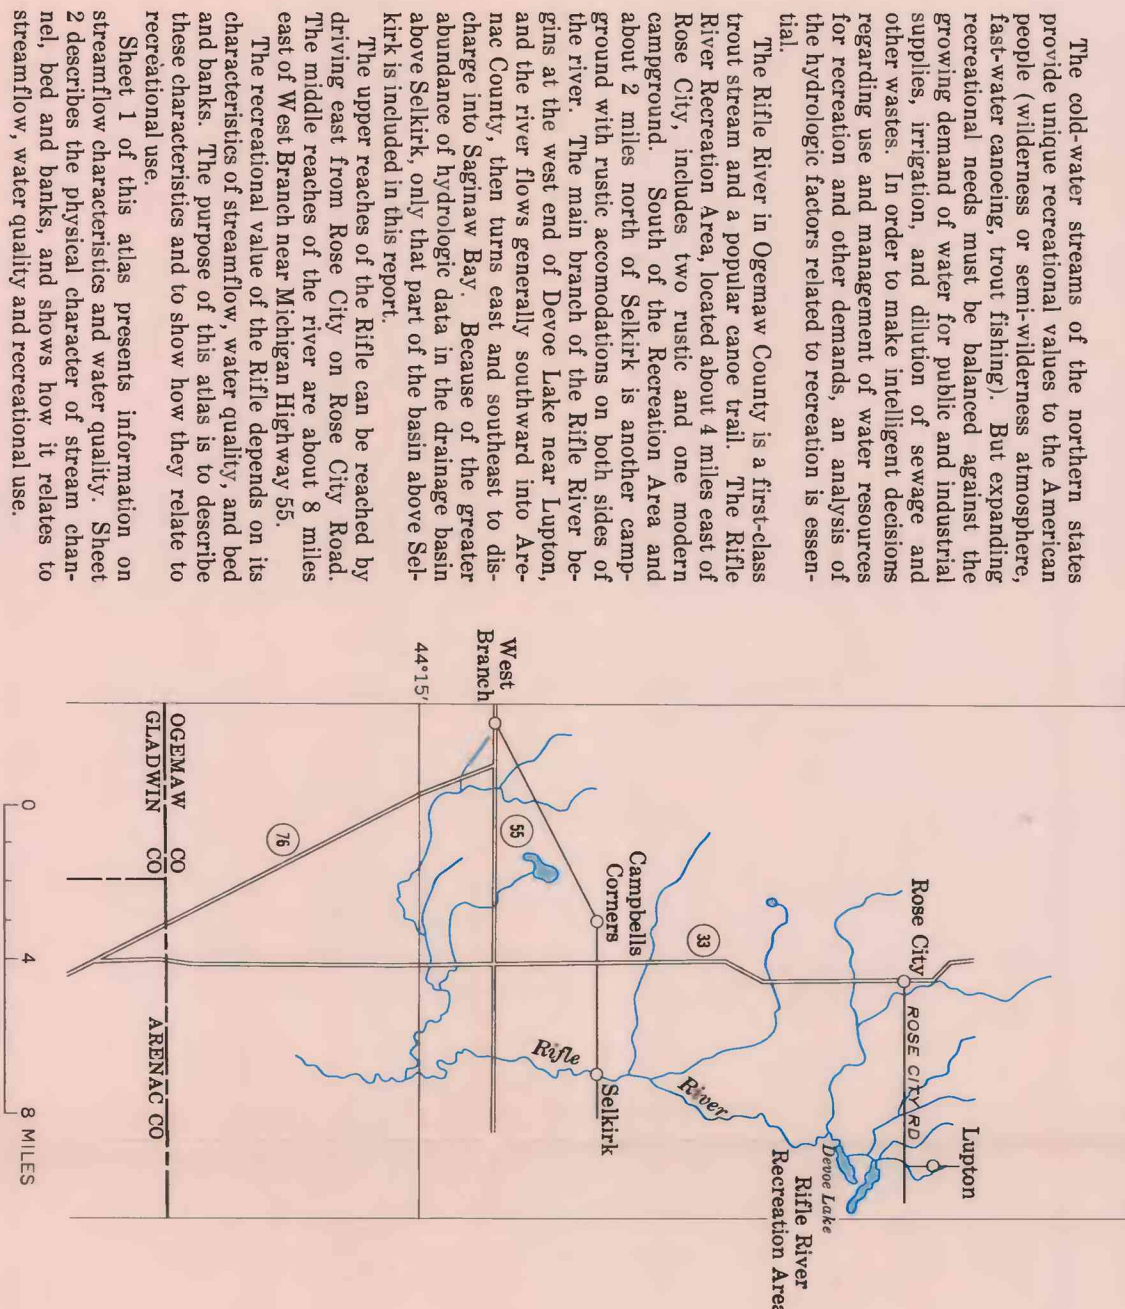 The cold-water streams of the northern states
provide unique recreational values to the American
people (wilderness or semi-wilderness atmosphere,
fast-water canoeing, trout fishing). But expanding
recreational needs must be balanced against the
growing demand of water for public and industrial
supplies, irrigation, and dilution of sewage and
other wastes. In order to make intelligent decisions
regarding use and management of water resources
for recreation and other demands, an analysis of
the hydrologic factors related to recreation is essen-
tial.
The Rifle River in Ogemaw County is a first-class
trout stream and a popular canoe trail. The Rifle
River Recreation Area, located about 4 miles east of
Rose City, includes two rustic and one modern
campground. South of the Recreation Area and
about 2 miles north of Selkirk is another camp-
ground with rustic accomodations on both sides of
the river. The main branch of the Rifle River be-
gins at the west end of Devoe Lake near Lupton,
and the river flows generally southward into Are-
nac County, then turns east and southeast to dis-
charge into Saginaw Bay. Because of the greater
abundance of hydrologic data in the drainage basin
above Selkirk, only that part of the basin above Sel-
kirk is included in this report.
The upper reaches of the Rifle can be reached by
driving east from Rose City on Rose City Road.
The middle reaches of the river are about 8 miles
east of West Branch near Michigan Highway 55.
The recreational value of the Rifle depends on its
characteristics of streamflow, water quality, and bed
and banks. The purpose of this atlas is to describe
these characteristics and to show how they relate to
recreational use.
Sheet 1 of this atlas presents information on
streamflow characteristics and water quality. Sheet
2 describes the physical character of stream chan-
nel, bed and banks, and shows how it relates to
streamflow, water quality and recreational use.
Lupton
Rose City
ROSE CITY RD
Devoe Lake
Rifle River
Recreation Area
33
River
Campbells
Corners
Selkirk
Rifle
West
Branch
55
44°15'
76
OGEMAW CO
GLADWIN CO
ARENAC CO
0 4 8 MILES